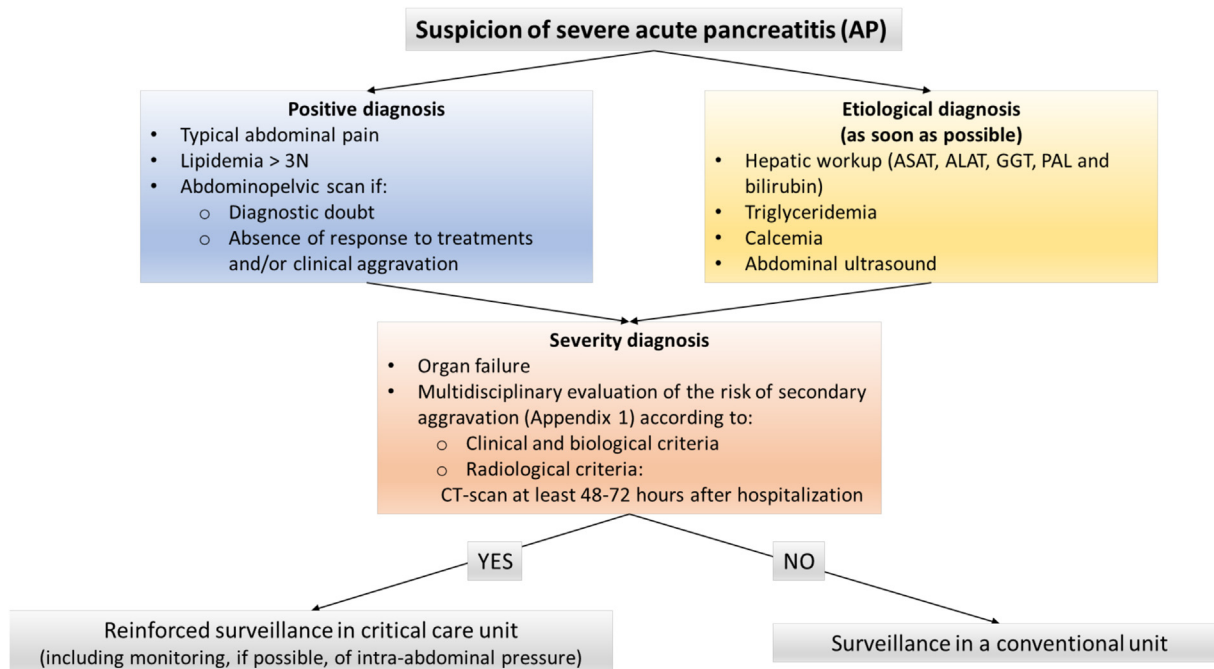 Suspicion of severe acute pancreatitis (AP)
Positive diagnosis
• Typical abdominal pain
• Lipidemia > 3N
• Abdominopelvic scan if:
o Diagnostic doubt
o Absence of response to treatments
and/or clinical aggravation
Etiological diagnosis
(as soon as possible)
• Hepatic workup (ASAT, ALAT, GGT, PAL and
bilirubin)
• Triglyceridemia
• Calcemia
• Abdominal ultrasound
Severity diagnosis
• Organ failure
• Multidisciplinary evaluation of the risk of secondary
aggravation (Appendix 1) according to:
o Clinical and biological criteria
o Radiological criteria:
CT-scan at least 48-72 hours after hospitalization
YES
NO
Reinforced surveillance in critical care unit
(including monitoring, if possible, of intra-abdominal pressure)
Surveillance in a conventional unit